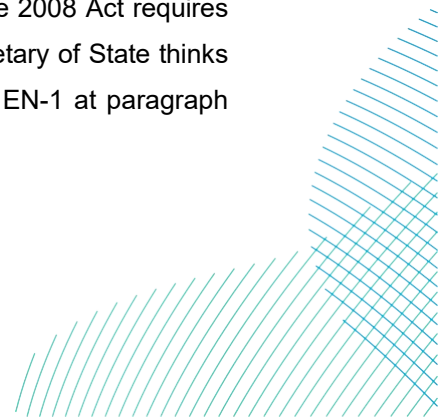 e 2008 Act requires
etary of State thinks
EN-1 at paragraph